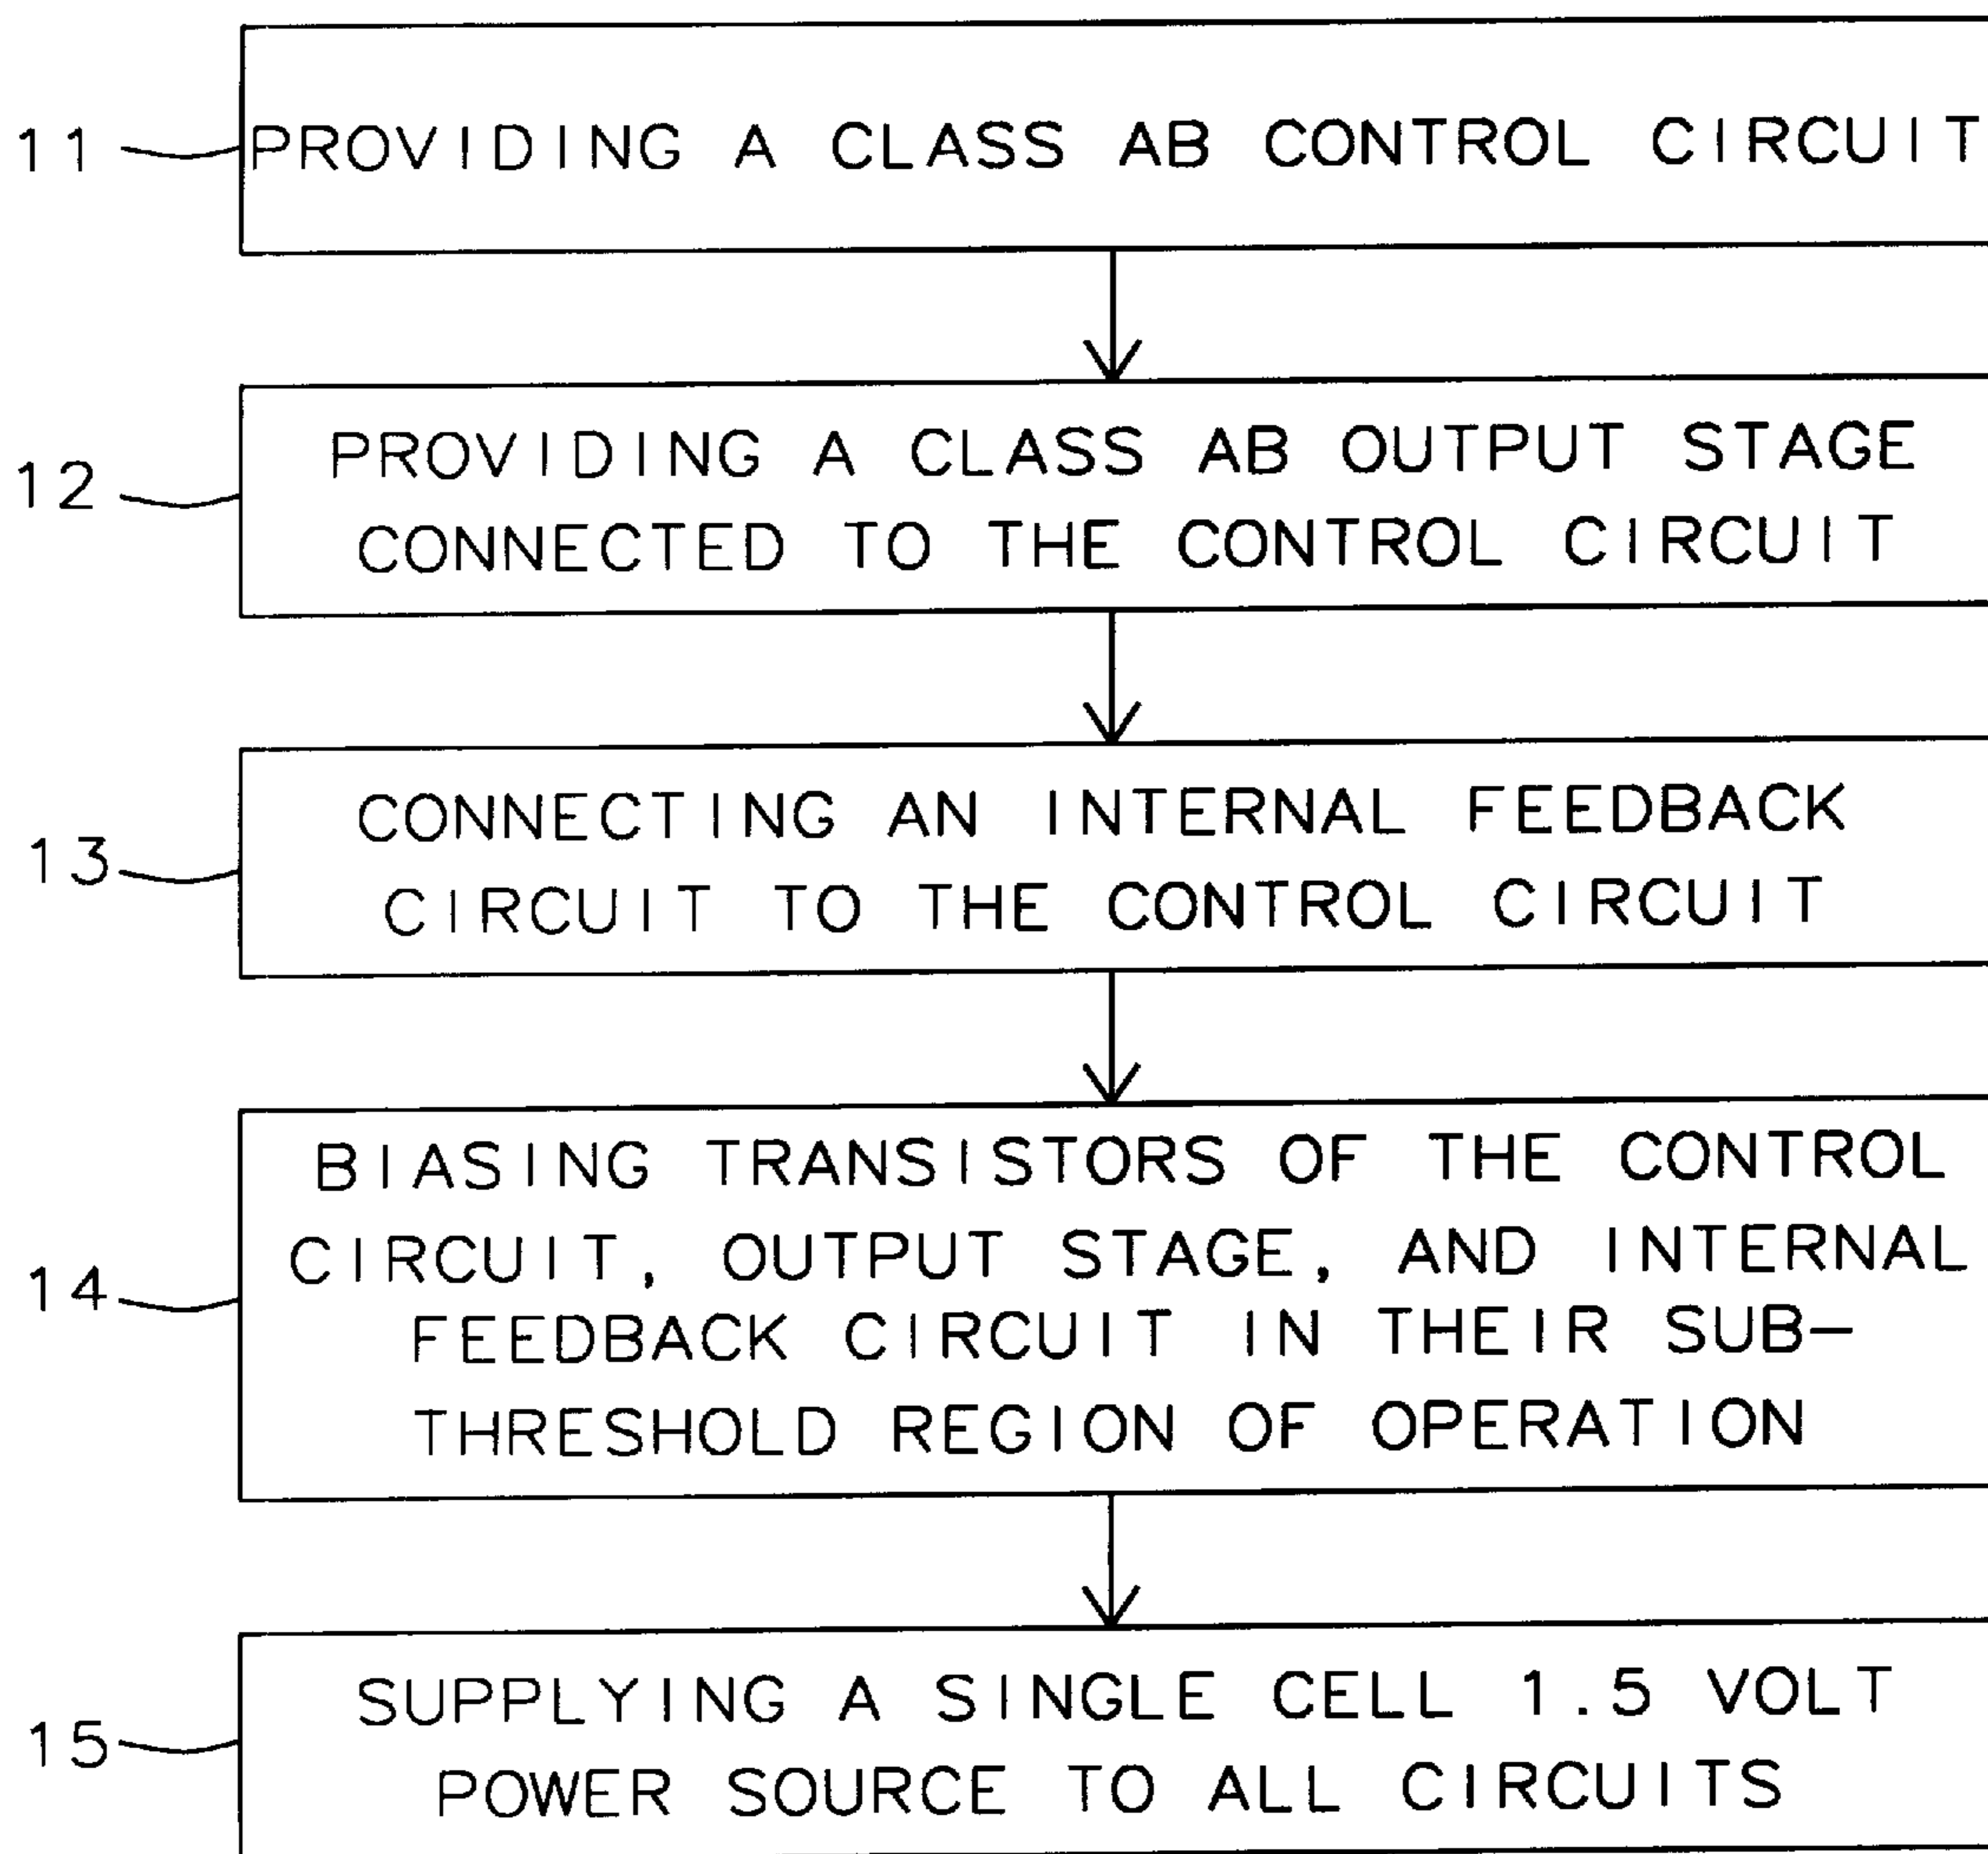 11 PROVIDING A CLASS AB CONTROL CIRCUIT
12 PROVIDING A CLASS AB OUTPUT STAGE
CONNECTED TO THE CONTROL CIRCUIT
13 CONNECTING AN INTERNAL FEEDBACK
CIRCUIT TO THE CONTROL CIRCUIT
BIASING TRANSISTORS OF THE CONTROL
14 CIRCUIT, OUTPUT STAGE, AND INTERNAL
FEEDBACK CIRCUIT IN THEIR SUB-
THRESHOLD REGION OF OPERATION
15 SUPPLYING A SINGLE CELL 1.5 VOLT
POWER SOURCE TO ALL CIRCUITS